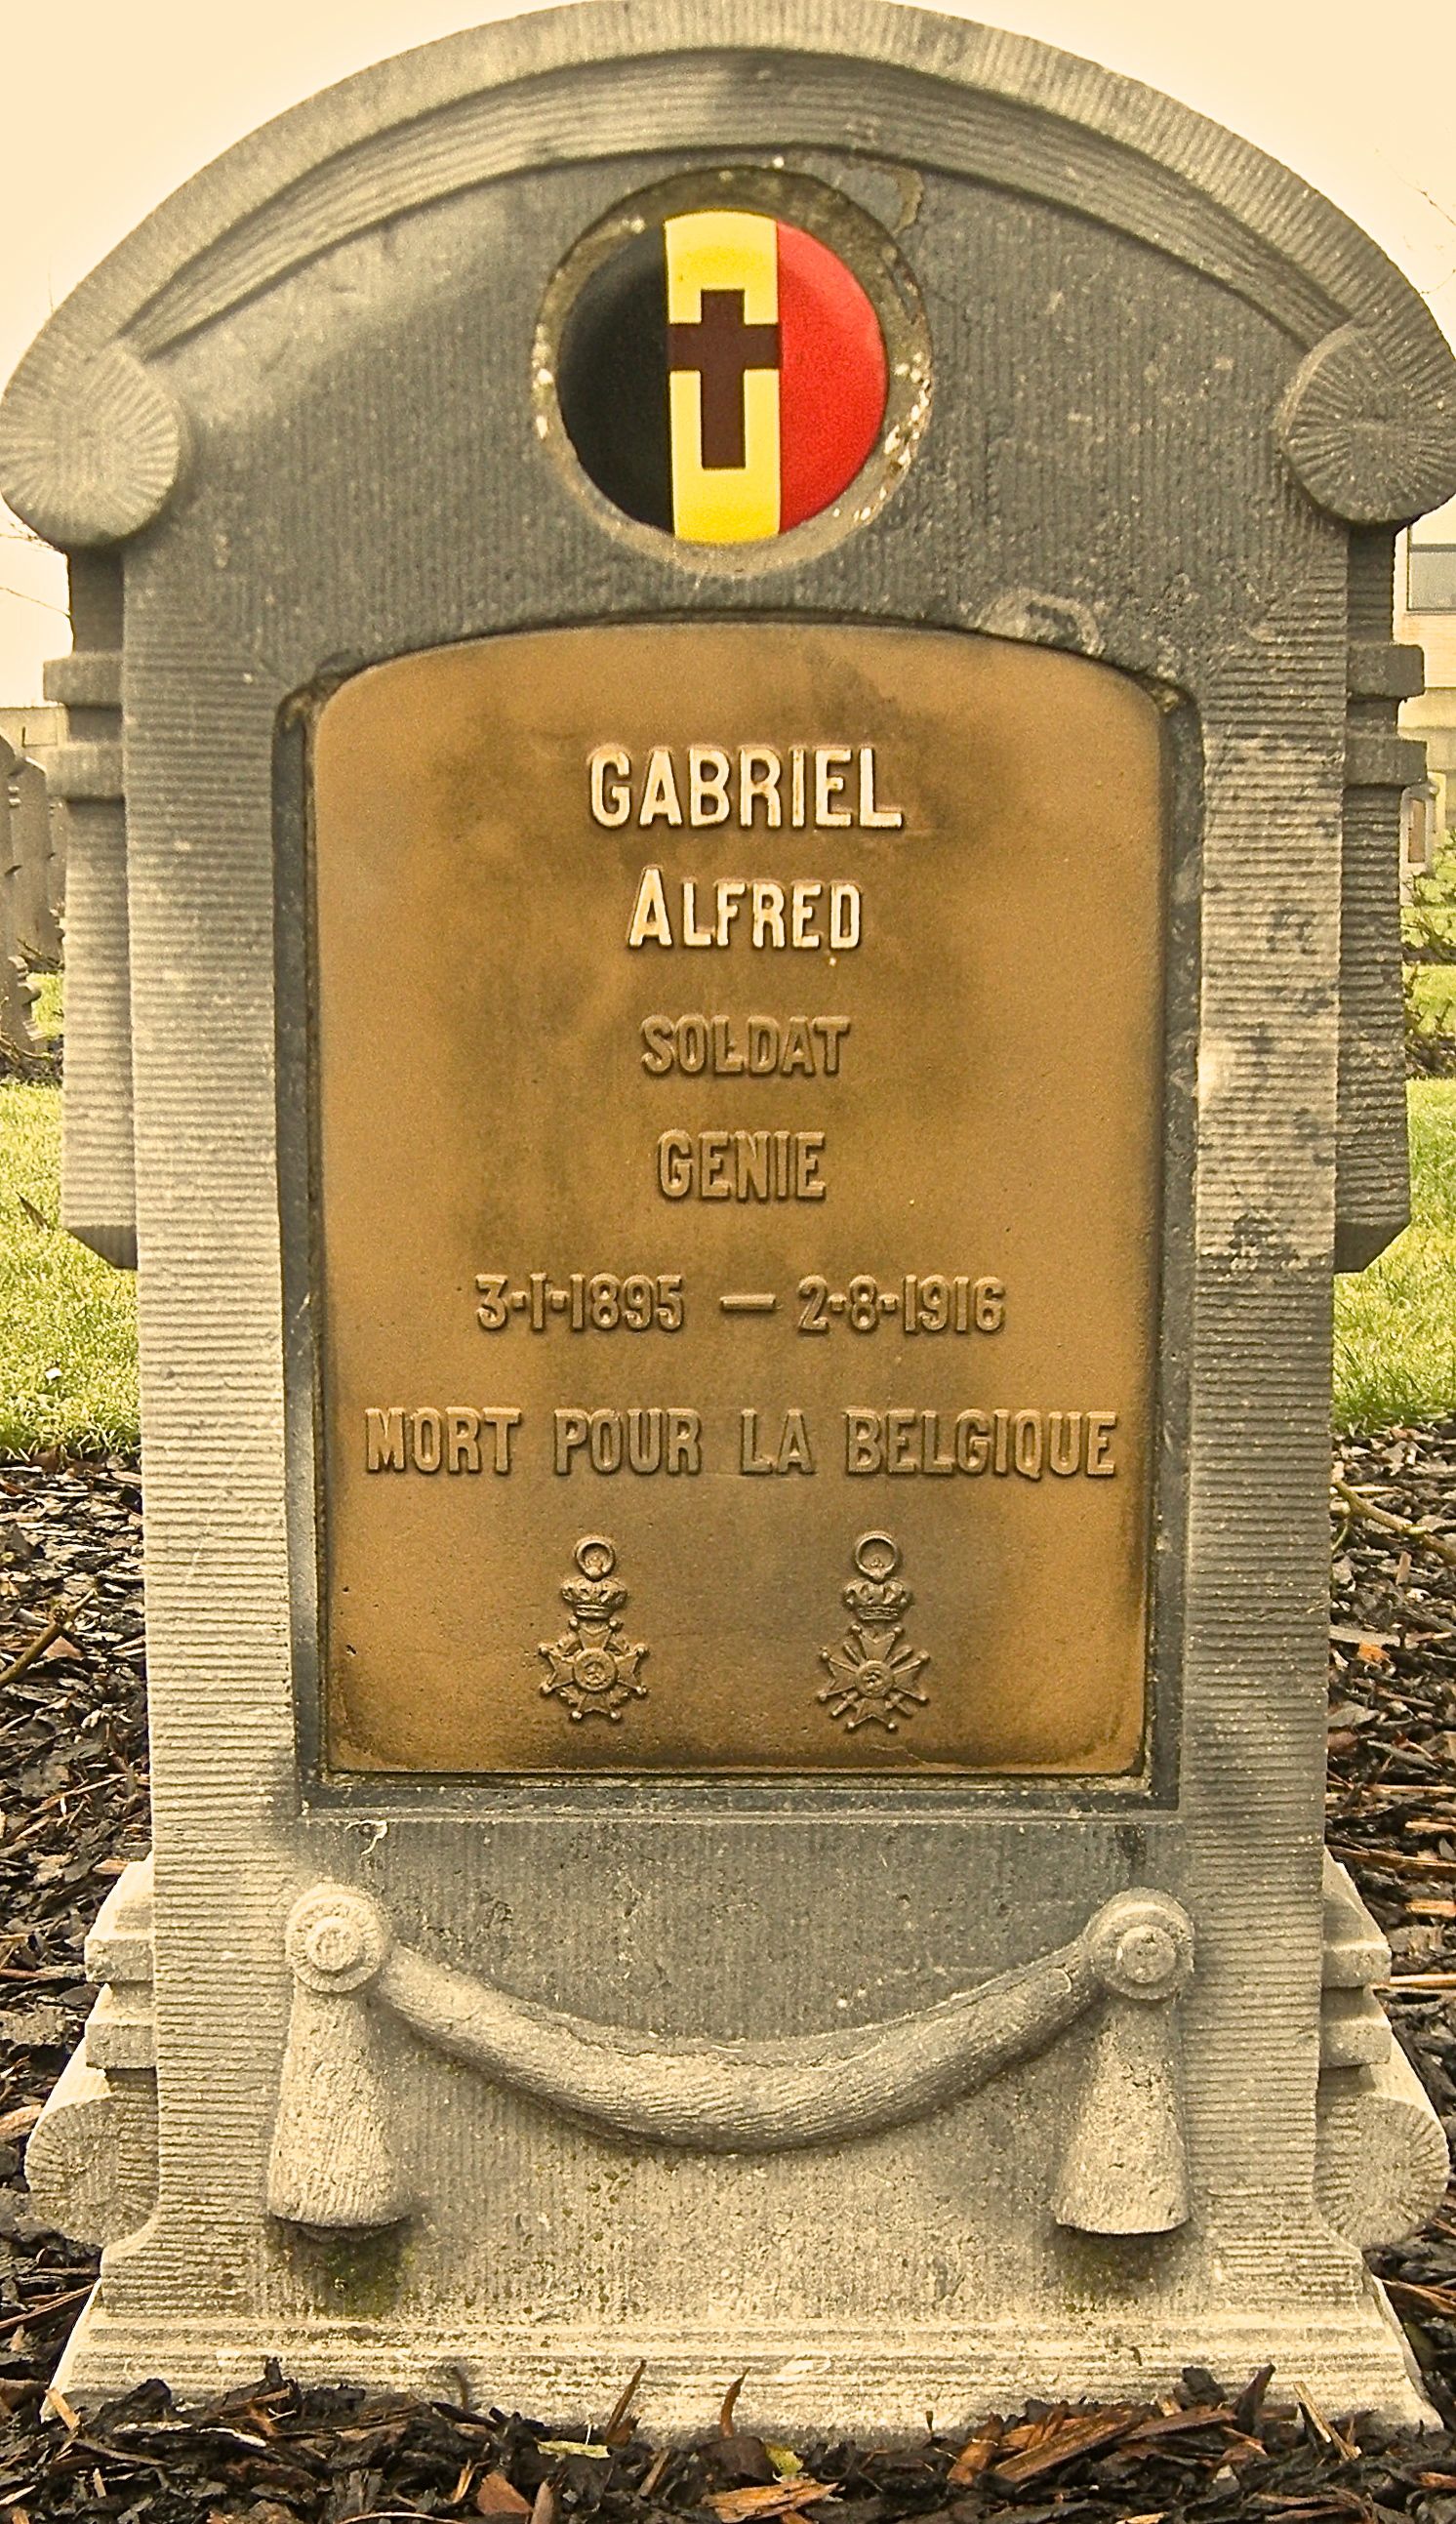 GABRIEL
ALFRED
SOLDAT
GENIE
3·1·1895 — 2·8·1916
MORT POUR LA BELGIQUE